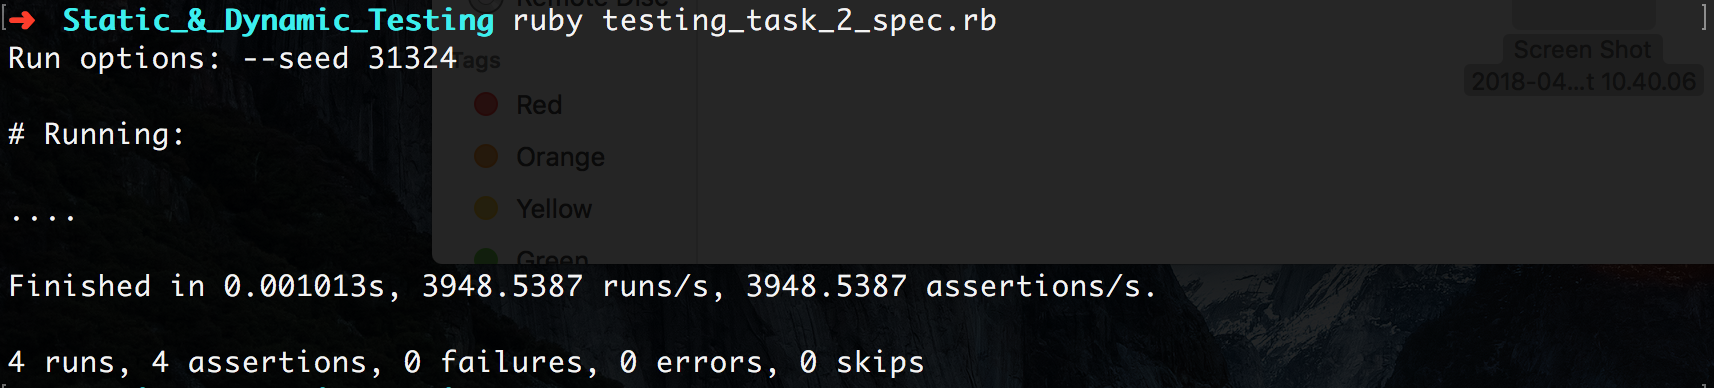 ➜ Static_&_Dynamic_Testing ruby testing_task_2_spec.rb
Remote Disc
Run options: --seed 31324
Tags
Screen Shot
2018-04...t 10.40.06
Red
# Running:
Orange
Yellow
....
Green
Finished in 0.001013s, 3948.5387 runs/s, 3948.5387 assertions/s.
4 runs, 4 assertions, 0 failures, 0 errors, 0 skips